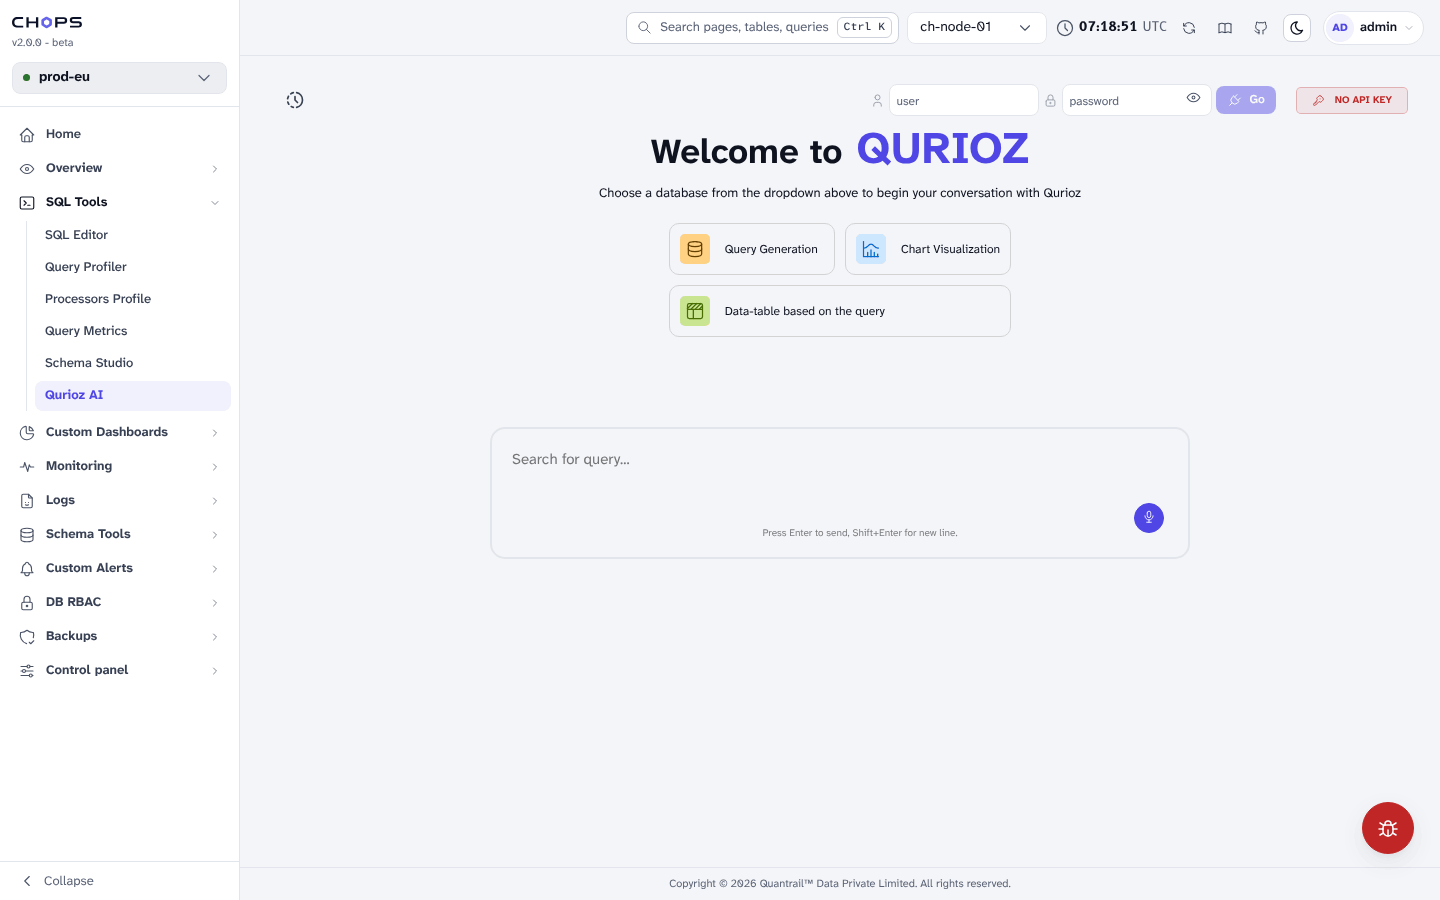 CHOPS
v2.0.0 - beta
prod-eu
Home
Overview
SQL Tools
SQL Editor
Query Profiler
Processors Profile
Query Metrics
Schema Studio
Qurioz AI
Custom Dashboards
Monitoring
Logs
Schema Tools
Custom Alerts
DB RBAC
Backups
Control panel
Collapse
Search pages, tables, queries
Ctrl K
ch-node-01
07:18:51 UTC
AD
admin
user
password
Go
NO API KEY
Welcome to QURIOZ
Choose a database from the dropdown above to begin your conversation with Qurioz
Query Generation
Chart Visualization
Data-table based on the query
Search for query...
Press Enter to send, Shift+Enter for new line.
Copyright © 2026 Quantrail™ Data Private Limited. All rights reserved.